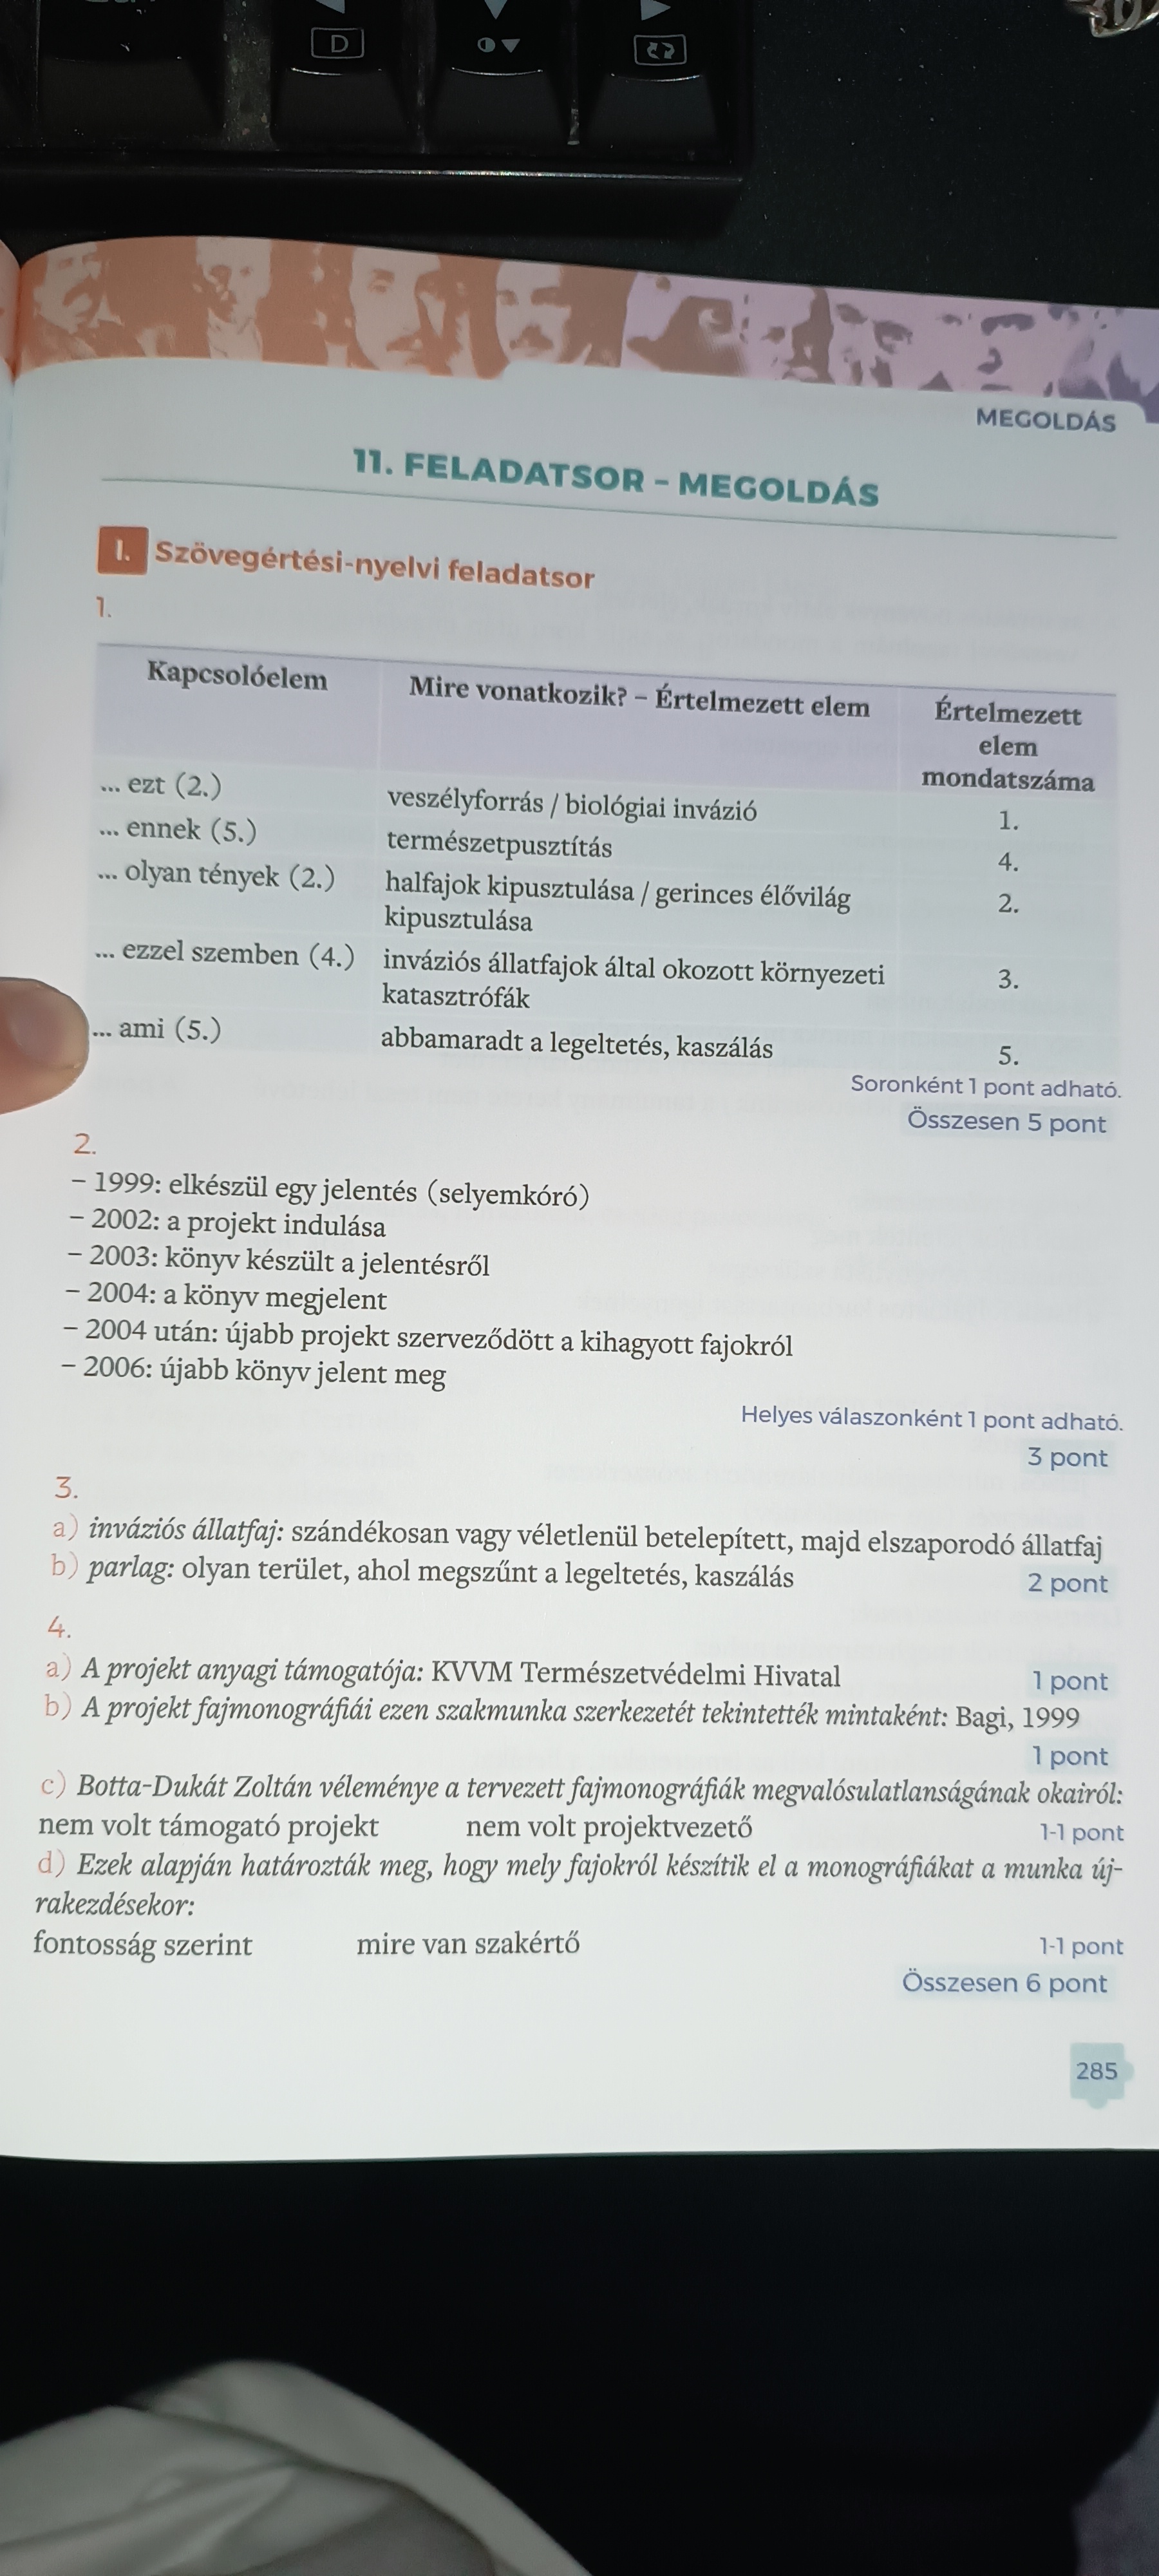 D
MEGOLDÁS
11. FELADATSOR – MEGOLDÁS
I. Szövegértési-nyelvi feladatsor
1.
Kapcsolóelem Mire vonatkozik? – Értelmezett elem Értelmezett
elem
mondatszáma
... ezt (2.) veszélyforrás / biológiai invázió 1.
... ennek (5.) természetpusztítás 4.
... olyan tények (2.) halfajok kipusztulása / gerinces élővilág 2.
kipusztulása
... ezzel szemben (4.) inváziós állatfajok által okozott környezeti 3.
katasztrófák
... ami (5.) abbamaradt a legeltetés, kaszálás 5.
Soronként 1 pont adható.
Összesen 5 pont
2.
– 1999: elkészül egy jelentés (selyemkóró)
– 2002: a projekt indulása
– 2003: könyv készült a jelentésről
– 2004: a könyv megjelent
– 2004 után: újabb projekt szerveződött a kihagyott fajokról
– 2006: újabb könyv jelent meg
Helyes válaszonként 1 pont adható.
3 pont
3.
a) inváziós állatfaj: szándékosan vagy véletlenül betelepített, majd elszaporodó állatfaj
b) parlag: olyan terület, ahol megszűnt a legeltetés, kaszálás 2 pont
4.
a) A projekt anyagi támogatója: KVVM Természetvédelmi Hivatal 1 pont
b) A projekt fajmonográfiái ezen szakmunka szerkezetét tekintették mintaként: Bagi, 1999
1 pont
c) Botta-Dukát Zoltán véleménye a tervezett fajmonográfiák megvalósulatlanságának okairól:
nem volt támogató projekt nem volt projektvezető 1-1 pont
d) Ezek alapján határozták meg, hogy mely fajokról készítik el a monográfiákat a munka új-
rakezdésekor:
fontosság szerint mire van szakértő 1-1 pont
Összesen 6 pont
285